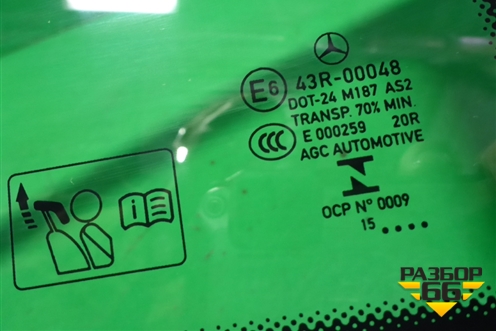 E6
43R-00048
DOT-24 M187 AS2
TRANSP. 70% MIN.
CCC
E 000259 20R
AGC AUTOMOTIVE
OCP N° 0009
15 ....
i
РАЗБОР
66